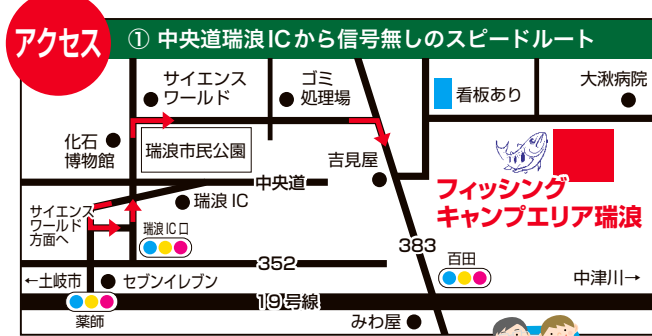 アクセス
① 中央道瑞浪ICから信号無しのスピードルート
サイエンス
ワールド
ゴミ
処理場
看板あり
大湫病院
化石
博物館
瑞浪市民公園
吉見屋
中央道
フィッシング
キャンプエリア瑞浪
サイエンス
ワールド
方面へ
瑞浪 IC
瑞浪 IC 口
383
352
百田
←土岐市
セブンイレブン
中津川→
19号線
薬師
みわ屋